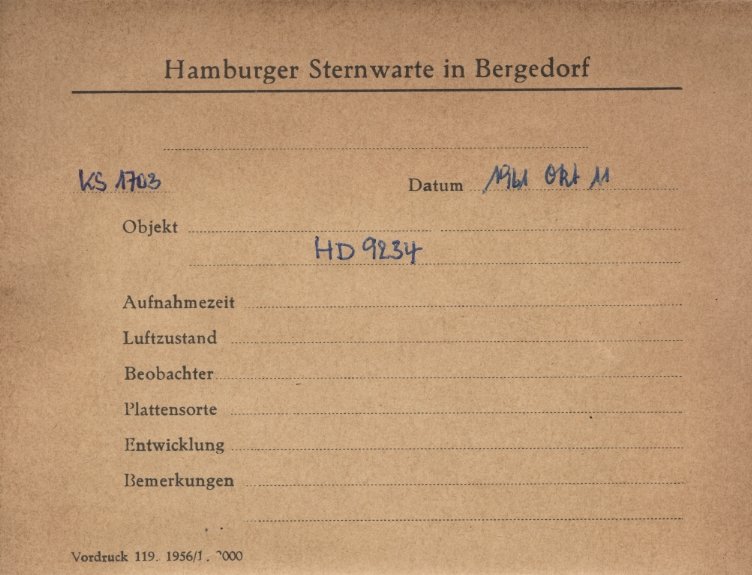 Hamburger Sternwarte in Bergedorf
KS 1703 Datum 1961 Okt 11
Objekt
HD 9234
Aufnahmezeit
Luftzustand
Beobachter
Plattensorte
Entwicklung
Bemerkungen
Vordruck 119. 1956/1.